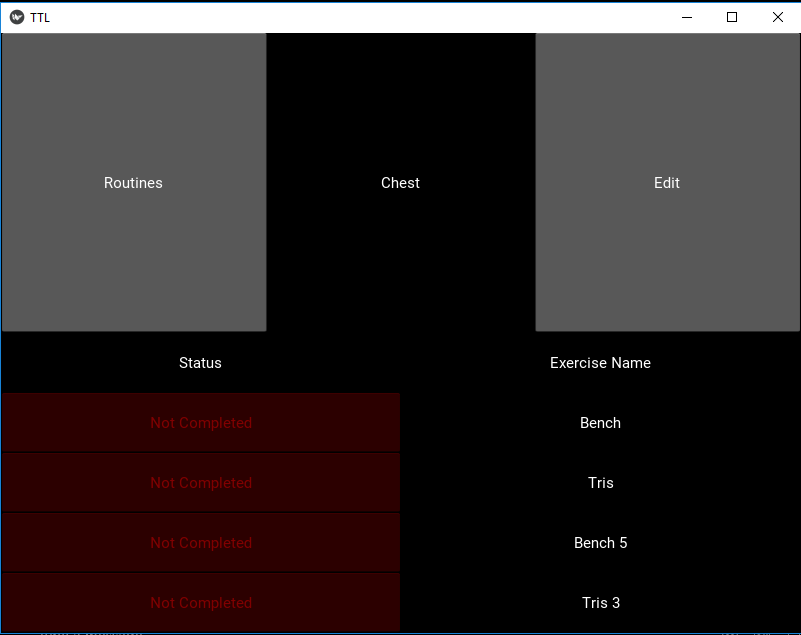 TTL
Routines
Chest
Edit
Status
Exercise Name
Not Completed
Bench
Not Completed
Tris
Not Completed
Bench 5
Not Completed
Tris 3